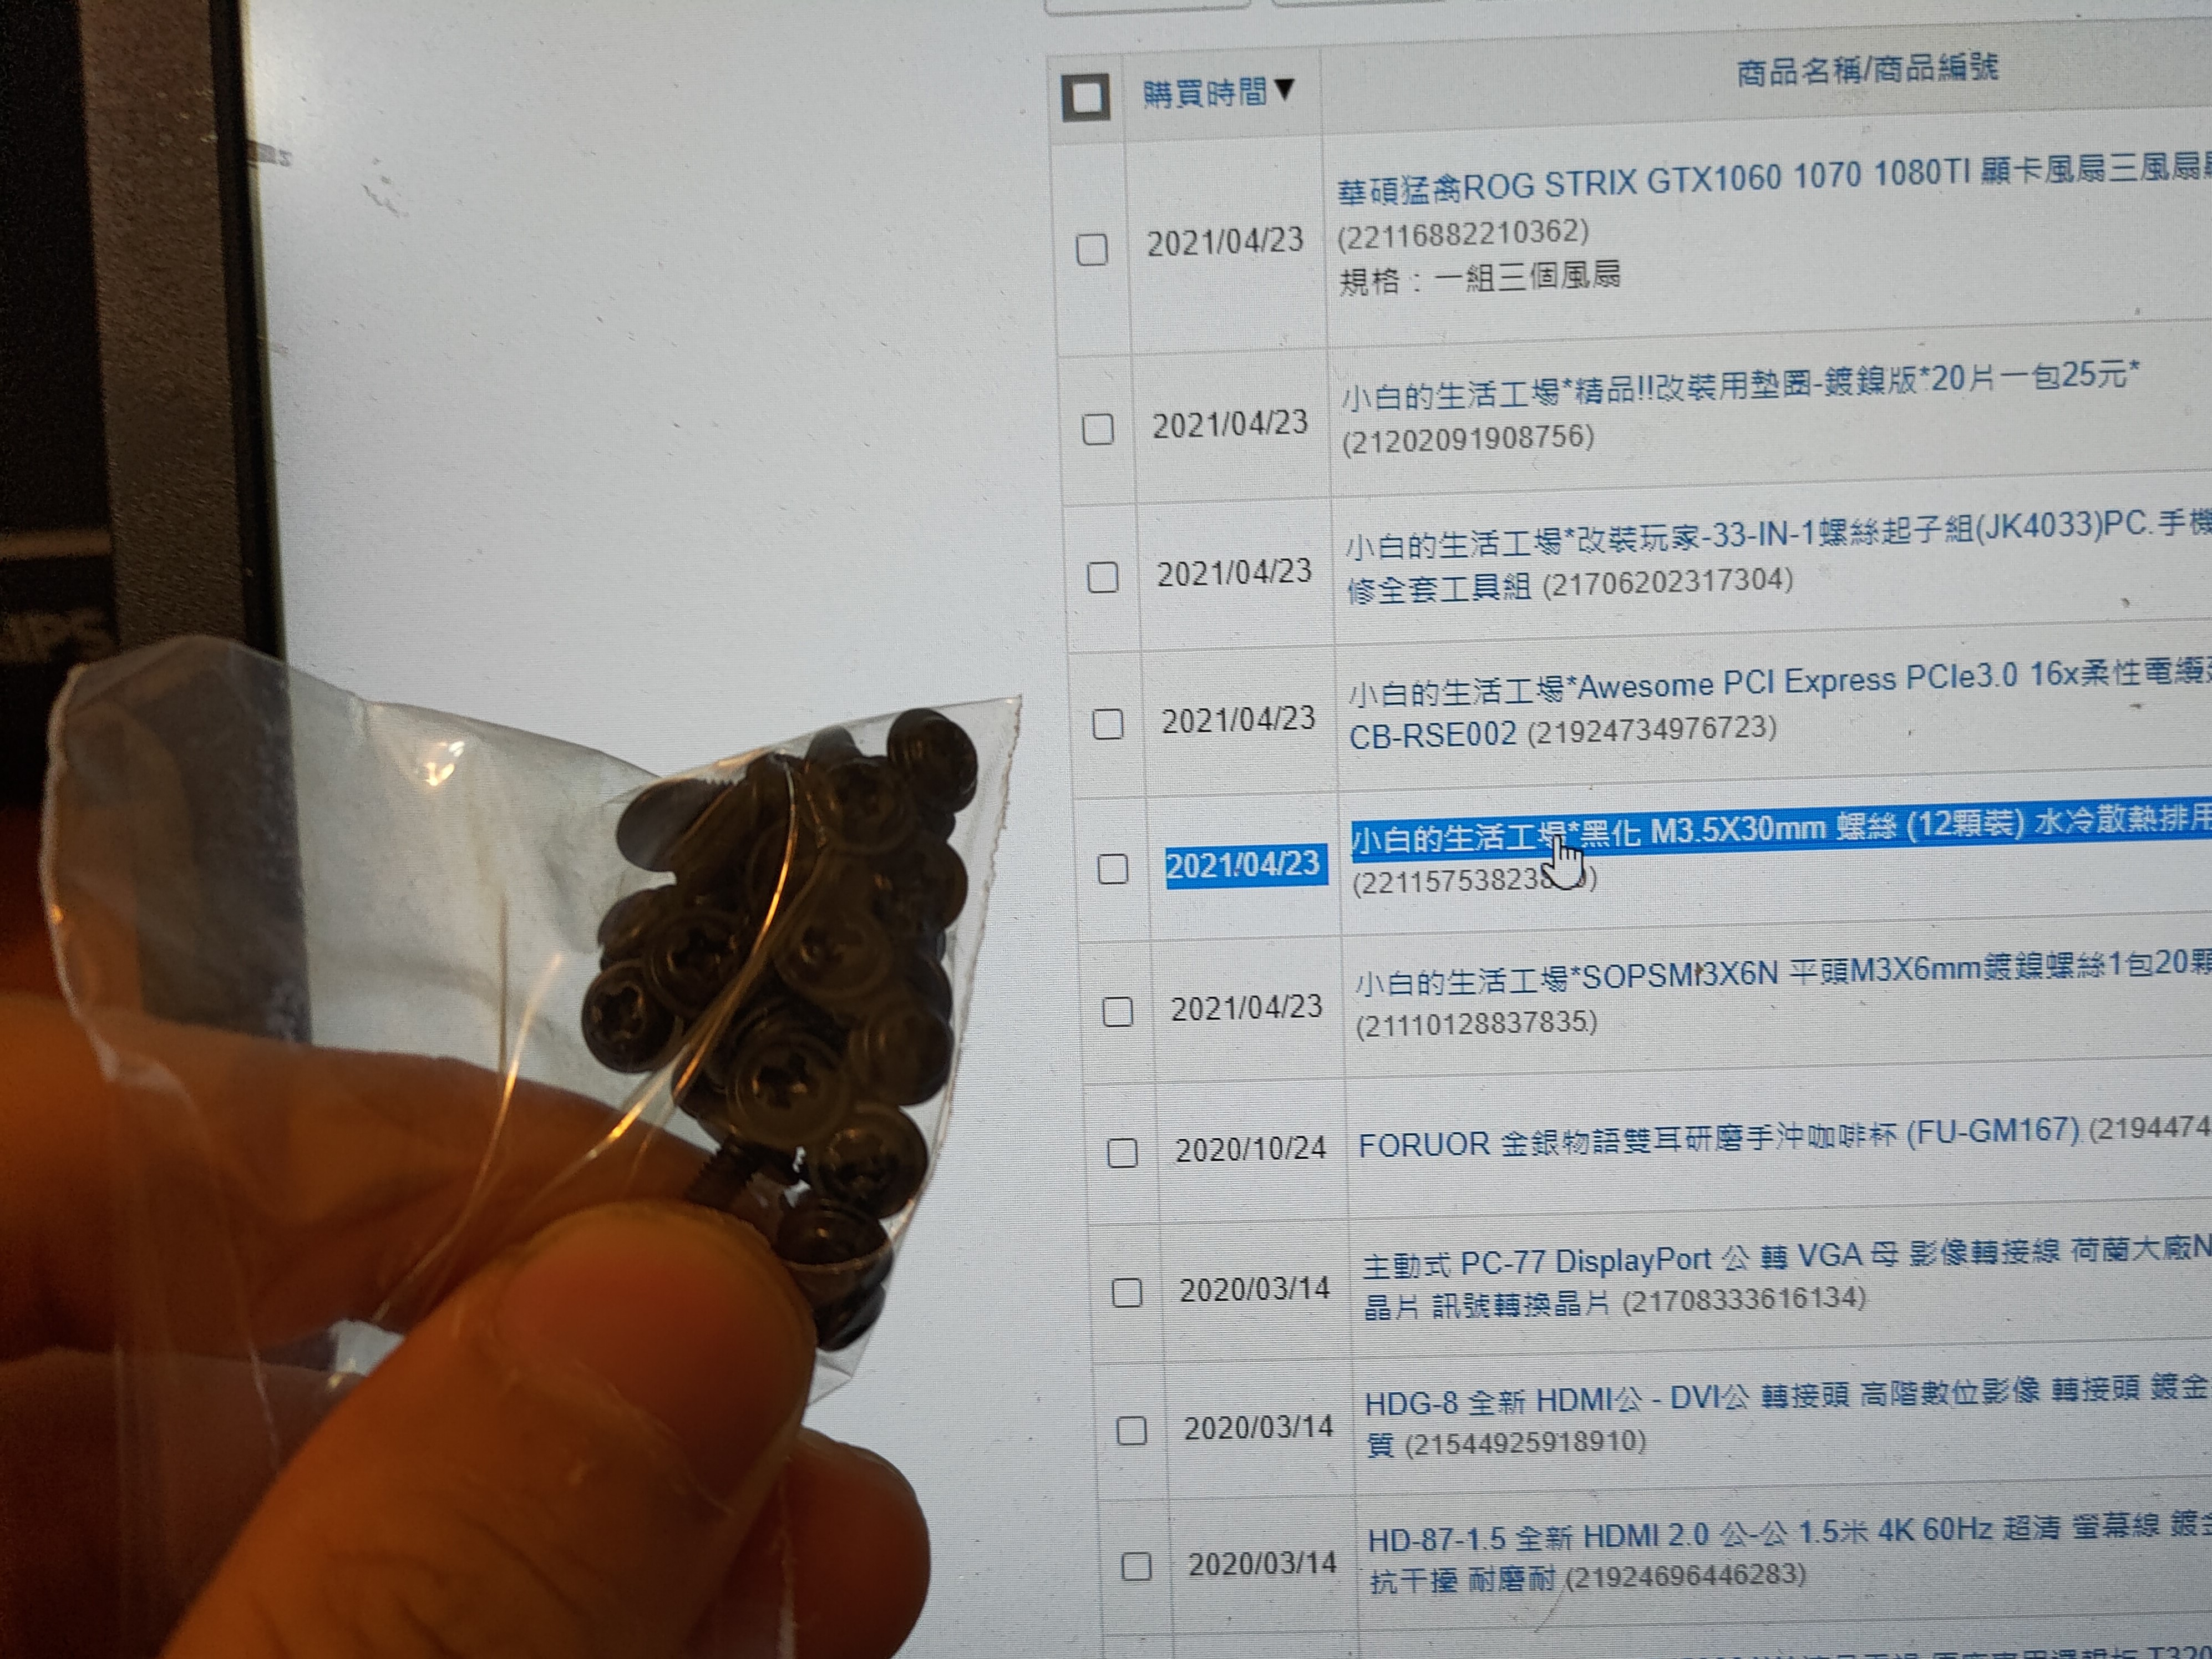 購買時間▼
商品名稱/商品編號
2021/04/23
華碩猛禽ROG STRIX GTX1060 1070 1080TI 顯卡風扇三風扇
(22116882210362)
規格：一組三個風扇
2021/04/23
小白的生活工場*精品!!改裝用墊圈-鍍鎳版*20片一包25元*
(21202091908756)
2021/04/23
小白的生活工場*改裝玩家-33-IN-1螺絲起子組(JK4033)PC.手機
修全套工具組 (21706202317304)
2021/04/23
小白的生活工場*Awesome PCI Express PCIe3.0 16x柔性電纜
CB-RSE002 (21924734976723)
2021/04/23
小白的生活工場*黑化 M3.5X30mm 螺絲 (12顆裝) 水冷散熱排用
(221157538238
2021/04/23
小白的生活工場*SOPSMI3X6N 平頭M3X6mm鍍鎳螺絲1包20顆
(21110128837835)
2020/10/24
FORUOR 金銀物語雙耳研磨手沖咖啡杯 (FU-GM167) (2194474
2020/03/14
主動式 PC-77 DisplayPort 公 轉 VGA 母 影像轉接線 荷蘭大廠N
晶片 訊號轉換晶片 (21708333616134)
2020/03/14
HDG-8 全新 HDMI公 - DVI公 轉接頭 高階數位影像 轉接頭 鍍金
質 (21544925918910)
2020/03/14
HD-87-1.5 全新 HDMI 2.0 公-公 1.5米 4K 60Hz 超清 螢幕線 鍍金
抗干擾 耐磨耐 (21924696446283)